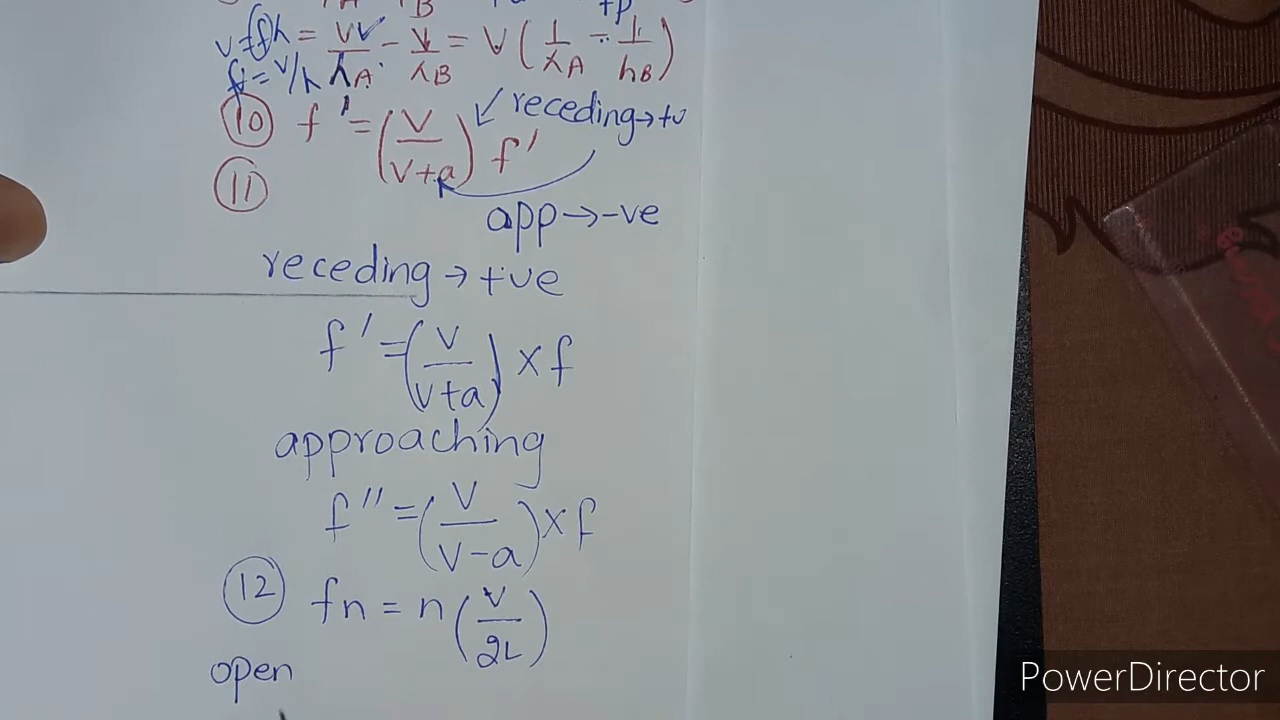 v=fλ = VV/λA - V/λB = V(1/λA - 1/λB)
f = V/λ
10 f' = (V/V+a) f' receding→+v
11
app→-ve
receding→+ve
f' = (V/V+a) × f
approaching
f'' = (V/V-a) × f
12 fn = n(V/2L)
open
PowerDirector